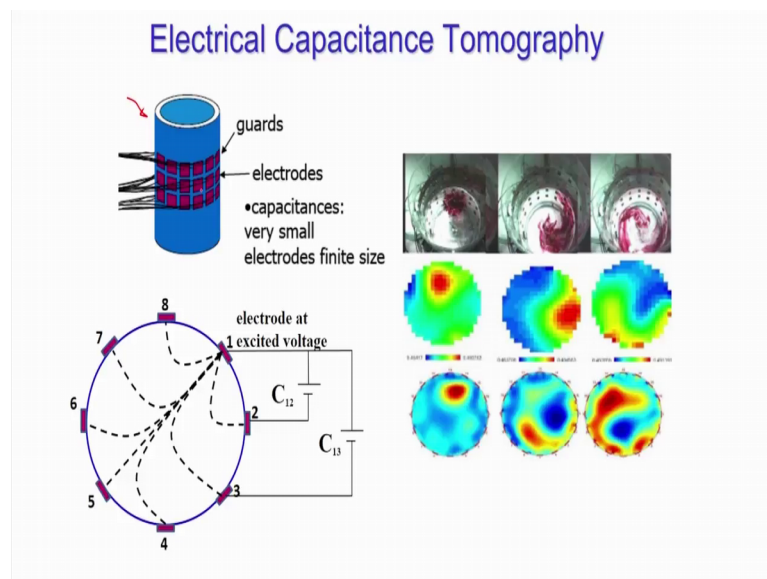 Electrical Capacitance Tomography
guards
electrodes
•capacitances:
very small
electrodes finite size
8
7
1
electrode at
excited voltage
6
2
C12
C13
5
3
4